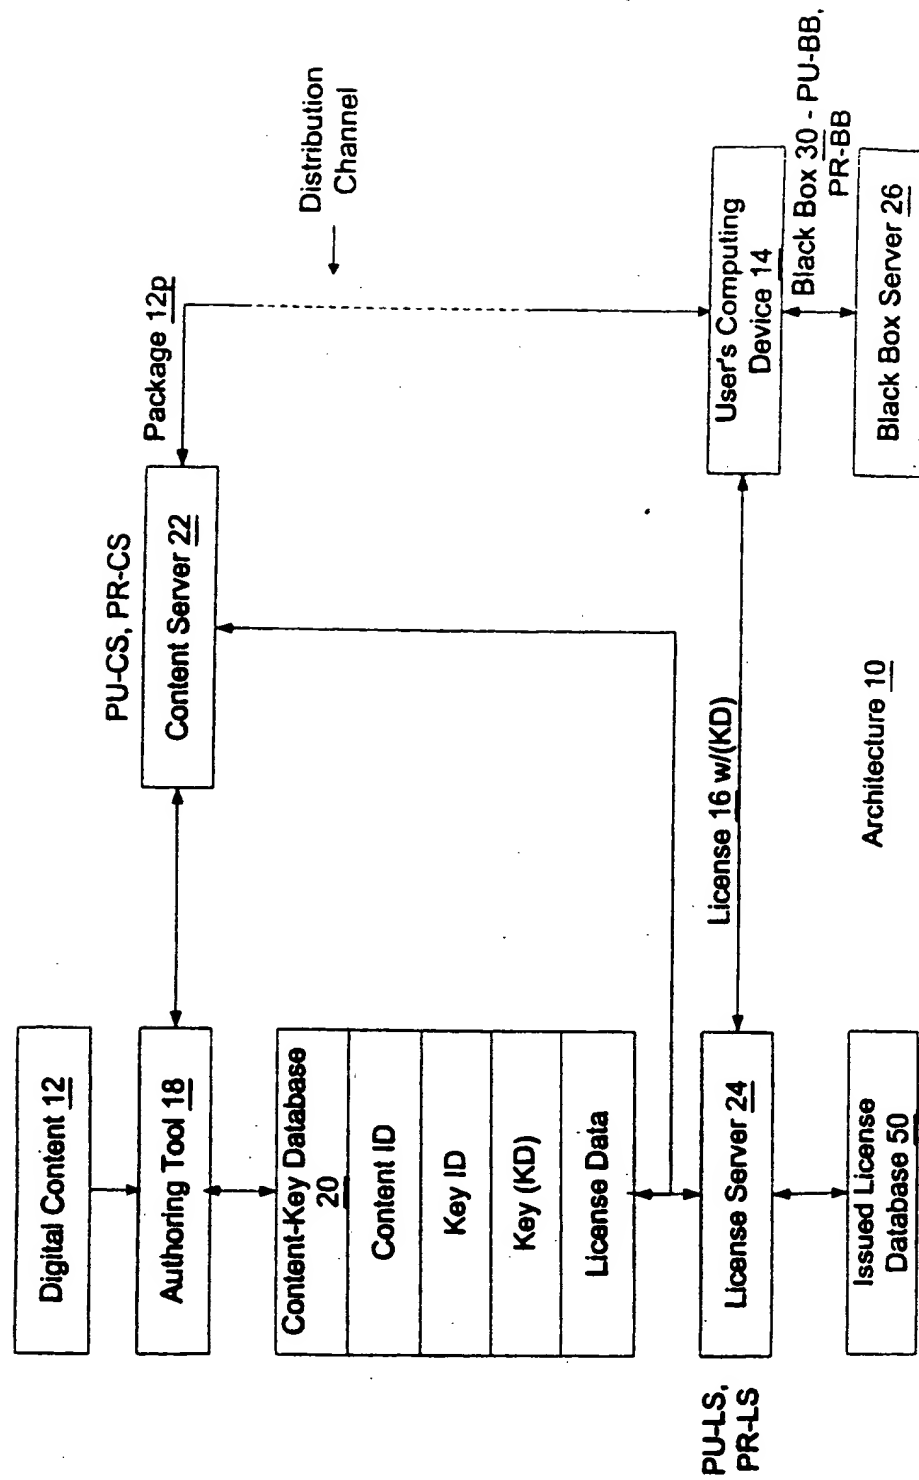 Digital Content 12
Authoring Tool 18
Content-Key Database
20
Content ID
Key ID
Key (KD)
License Data
PU-LS,
PR-LS
License Server 24
Issued License
Database 50
PU-CS, PR-CS
Content Server 22
Package 12p
Distribution
Channel
License 16 w/(KD)
User's Computing
Device 14
Black Box 30 - PU-BB,
PR-BB
Black Box Server 26
Architecture 10